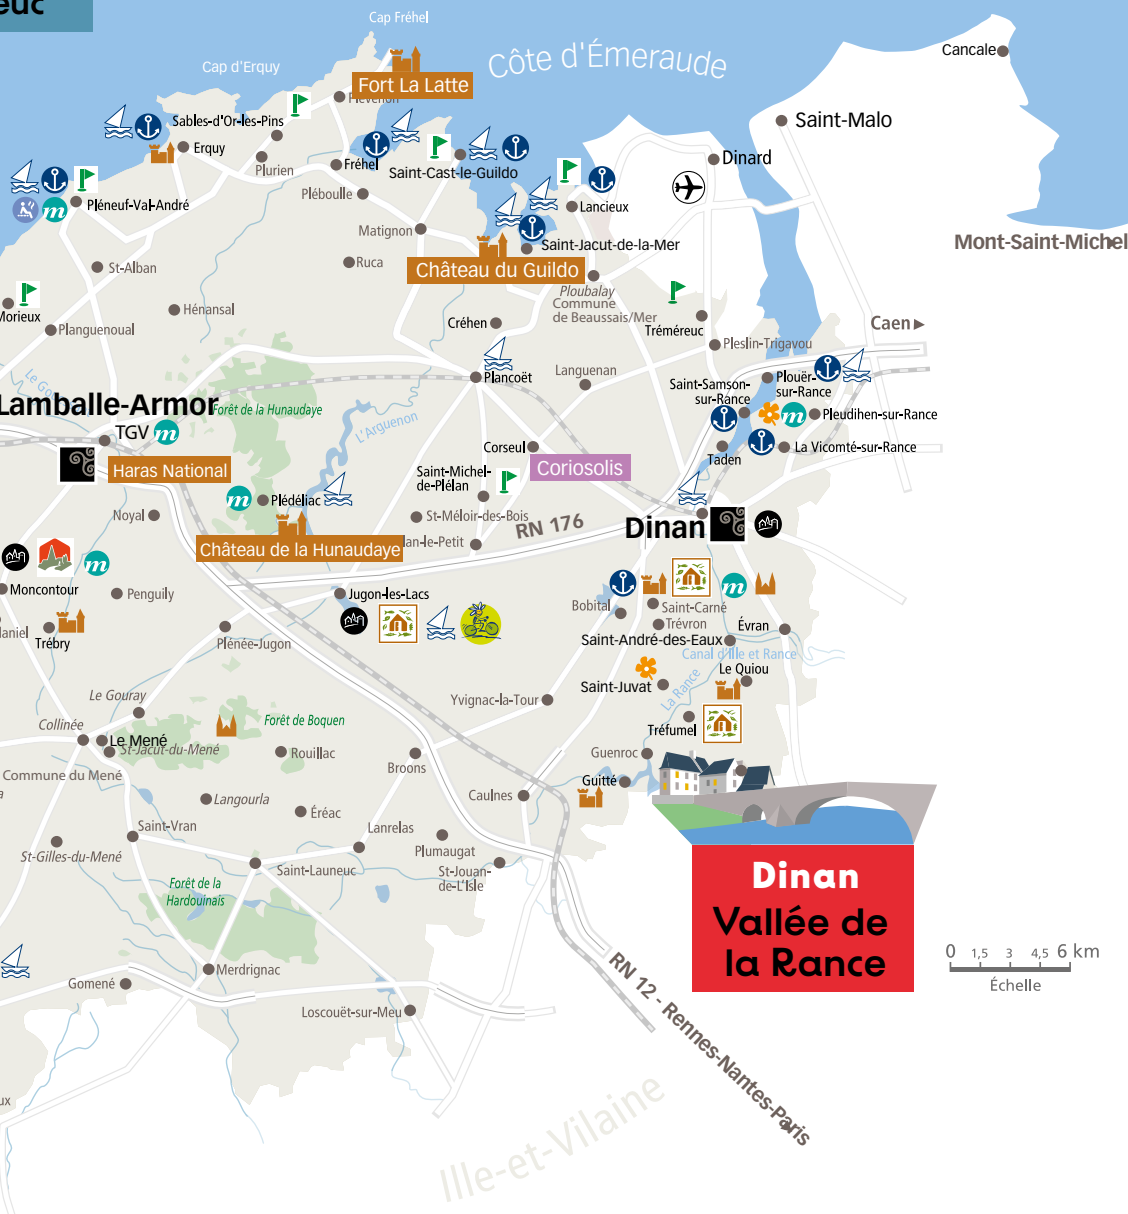 euc
Cap Fréhel
Côte d'Émeraude
Cancale
Cap d'Erquy
Fort La Latte
Sables-d'Or-les-Pins
Saint-Malo
Erquy
Plurien
Fréhel
Saint-Cast-le-Guildo
Dinard
Pléboulle
Pléneuf-Val-André
m
Lancieux
Matignon
Saint-Jacut-de-la-Mer
Mont-Saint-Michel
St-Alban
Ruca
Château du Guildo
Ploubalay
Commune
de Beaussais/Mer
Morieux
Hénansal
Planguenoual
Créhen
Tréméreuc
Caen
Pleslin-Trigavou
Plancoët
Languenan
Saint-Samson-
sur-Rance
Plouër-
sur-Rance
Lamballe-Armor
TGV
m
Forêt de la Hunaudaye
L'Arguenon
m
Pleudihen-sur-Rance
Corseul
Taden
La Vicomté-sur-Rance
Haras National
Saint-Michel-
de-Plélan
Coriosolis
m
Plédéliac
Noyal
St-Méloir-des-Bois
RN 176
Dinan
Château de la Hunaudaye
lan-le-Petit
m
Moncontour
Penguily
Jugon-les-Lacs
m
Bobital
Saint-Carné
Trévron
Évran
aniel
Trébry
Plénée-Jugon
Saint-André-des-Eaux
Canal d'Ille et Rance
Le Quiou
Saint-Juvat
La Rance
Le Gouray
Yvignac-la-Tour
Collinée
Forêt de Boquen
Tréfumel
Le Mené
St-Jacut-du-Mené
Rouillac
Guenroc
Commune du Mené
Broons
Guitté
Langourla
Caulnes
Éréac
Saint-Vran
Lanrelas
St-Gilles-du-Mené
Plumaugat
Saint-Launeuc
St-Jouan-
de-L'Isle
Forêt de la
Hardouinais
Dinan
Vallée de
la Rance
Merdrignac
Gomené
0 1,5 3 4,5 6 km
Échelle
Loscouët-sur-Meu
RN 12 - Rennes-Nantes-Paris
ux
Ille-et-Vilaine